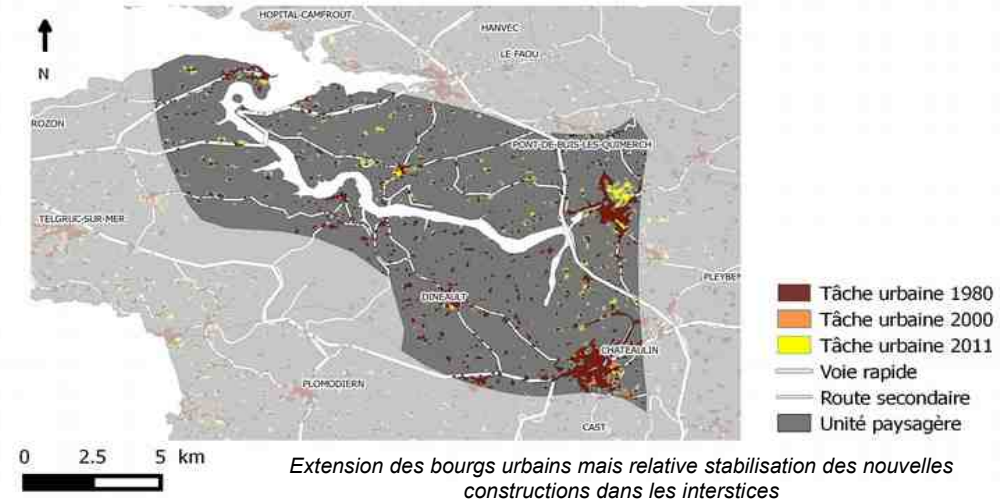 HOPITAL-CAMFROUT
HANVEC
LE FAOU
N
ROZON
PONT-DE-BUIS-LES-QUIMERCH
TELGRUC-SUR-MER
PLEYBEN
DINEAULT
CHATEAULIN
PLOMODIERN
CAST
Tâche urbaine 1980
Tâche urbaine 2000
Tâche urbaine 2011
Voie rapide
Route secondaire
Unité paysagère
0 2.5 5 km
Extension des bourgs urbains mais relative stabilisation des nouvelles
constructions dans les interstices